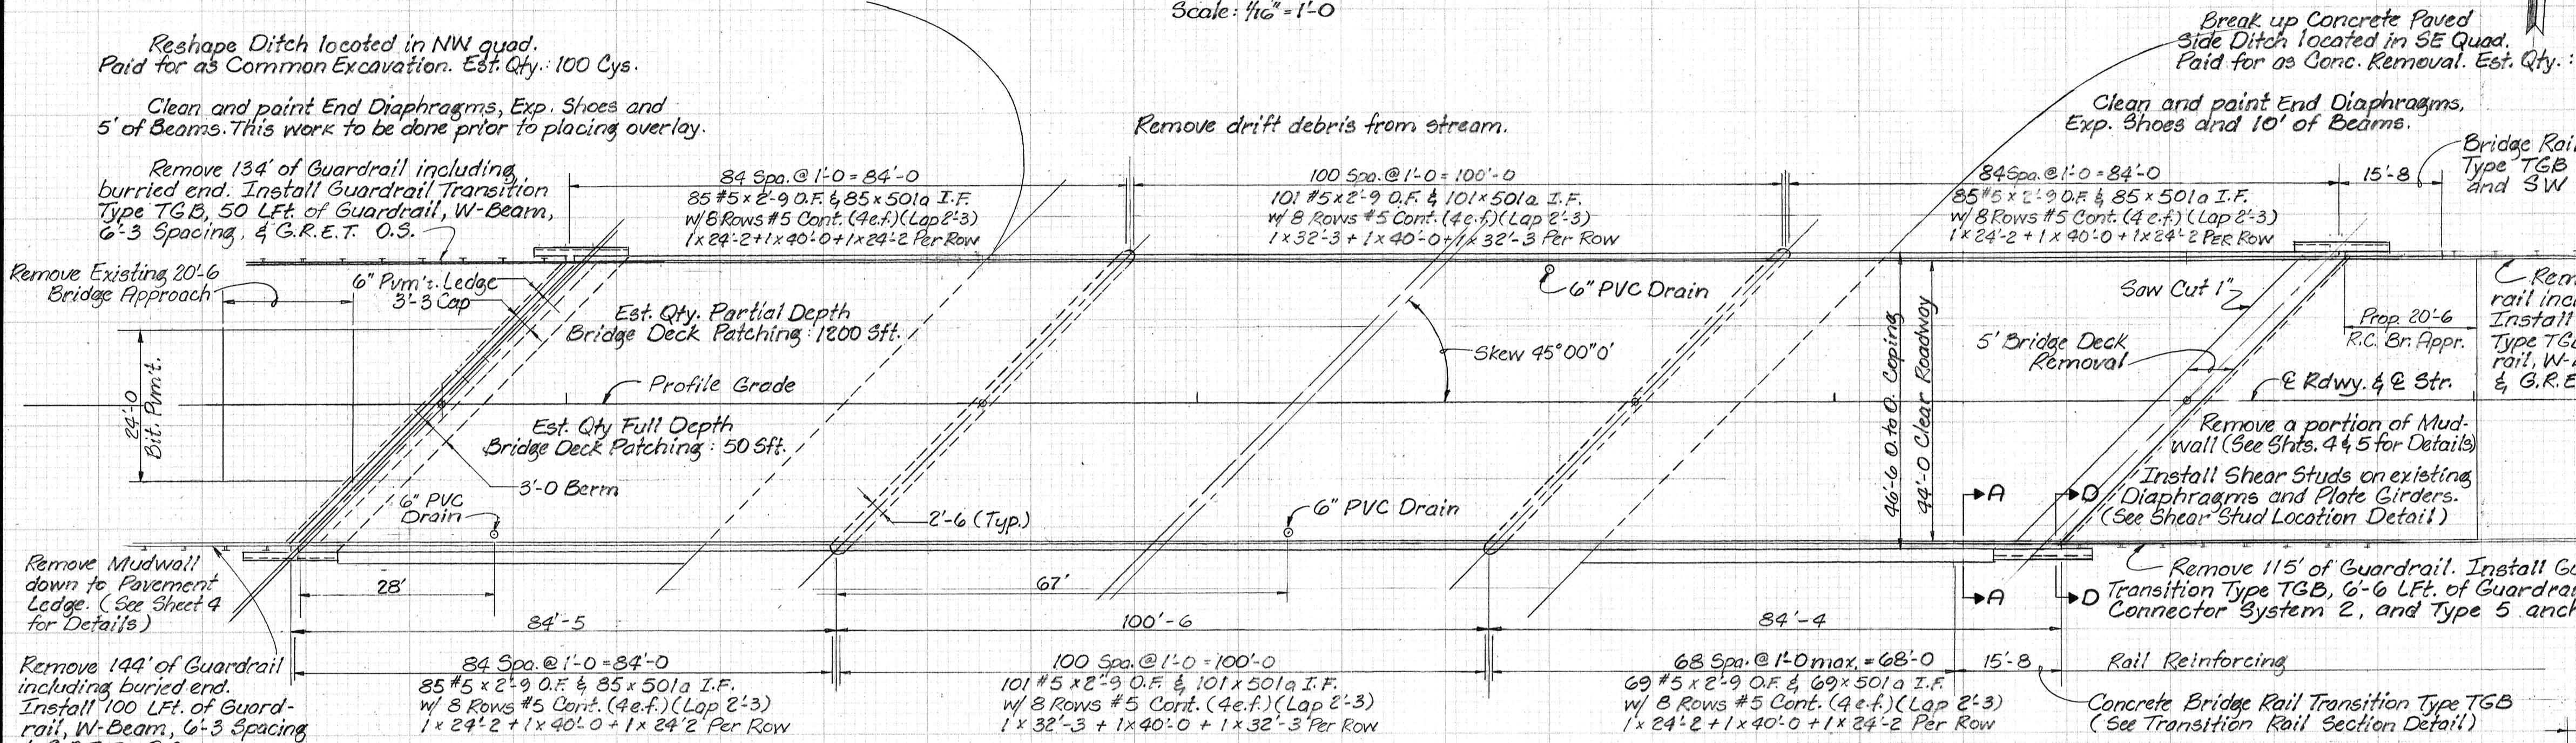 Scale: 1/16" = 1'-0
Reshape Ditch located in NW quad.
Paid for as Common Excavation. Est. Qty.: 100 Cys.
Clean and paint End Diaphragms, Exp. Shoes and
5' of Beams. This work to be done prior to placing overlay.
Remove 134' of Guardrail including
burried end. Install Guardrail Transition
Type TGB, 50 LFt. of Guardrail, W-Beam,
6'-3 Spacing, & G.R.E.T. O.S.
Remove Existing 20'-6
Bridge Approach
84 Spa. @ 1'-0 = 84'-0
85 #5 x 2'-9 O.F. & 85 x 501a I.F.
w/ 8 Rows #5 Cont. (4 e.f.) (Lap 2'-3)
1 x 24'-2 + 1 x 40'-0 + 1 x 24'-2 Per Row
Remove drift debris from stream.
100 Spa. @ 1'-0 = 100'-0
101 #5 x 2'-9 O.F. & 101 x 501a I.F.
w/ 8 Rows #5 Cont. (4 e.f.) (Lap 2'-3)
1 x 32'-3 + 1 x 40'-0 + 1 x 32'-3 Per Row
Break up Concrete Paved
Side Ditch located in SE Quad.
Paid for as Conc. Removal. Est. Qty. :
Clean and paint End Diaphragms,
Exp. Shoes and 10' of Beams.
84 Spa. @ 1'-0 = 84'-0
85 #5 x 2'-9 O.F. & 85 x 501a I.F.
w/ 8 Rows #5 Cont. (4 e.f.) (Lap 2'-3)
1 x 24'-2 + 1 x 40'-0 + 1 x 24'-2 PER ROW
15'-8
Bridge Rai
Type TGB
and SW
6" Pvm't. Ledge
3'-3 Cap
Est. Qty. Partial Depth
Bridge Deck Patching : 1200 Sft.
6" PVC Drain
Skew 45°00"0'
Profile Grade
Est. Qty Full Depth
Bridge Deck Patching : 50 Sft.
24'-0
Bit. Pvm't.
3'-0 Berm
6" PVC
Drain
2'-6 (Typ.)
6" PVC Drain
46'-6 O. to O. Coping
44'-0 Clear Roadway
Saw Cut 1"
5' Bridge Deck
Removal
Prop. 20'-6
R.C. Br. Appr.
Rem
rail inc
Install
Type TG
rail, W-
& G.R.E
℄ Rdwy. & ℄ Str.
Remove a portion of Mud-
wall (See Shts. 4 & 5 for Details)
Install Shear Studs on existing
Diaphragms and Plate Girders.
(See Shear Stud Location Detail)
A
D
A
D
Remove Mudwall
down to Pavement
Ledge. (See Sheet 4
for Details)
28'
67'
84'-5
100'-6
84'-4
Remove 115' of Guardrail. Install Gu
Transition Type TGB, 6'-6 LFt. of Guardra
Connector System 2, and Type 5 anch
Remove 144' of Guardrail
including buried end.
Install 100 LFt. of Guard-
rail, W-Beam, 6'-3 Spacing
84 Spa. @ 1'-0 = 84'-0
85 #5 x 2'-9 O.F. & 85 x 501a I.F.
w/ 8 Rows #5 Cont. (4 e.f.) (Lap 2'-3)
1 x 24'-2 + 1 x 40'-0 + 1 x 24'2 Per Row
100 Spa. @ 1'-0 = 100'-0
101 #5 x 2'-9 O.F. & 101 x 501a I.F.
w/ 8 Rows #5 Cont. (4 e.f.) (Lap 2'-3)
1 x 32'-3 + 1 x 40'-0 + 1 x 32'-3 Per Row
68 Spa. @ 1'-0 max. = 68'-0
69 #5 x 2'-9 O.F. & 69 x 501a I.F.
w/ 8 Rows #5 Cont. (4 e.f.) (Lap 2'-3)
1 x 24'-2 + 1 x 40'-0 + 1 x 24'-2 Per Row
15'-8
Rail Reinforcing
Concrete Bridge Rail Transition Type TGB
(See Transition Rail Section Detail)